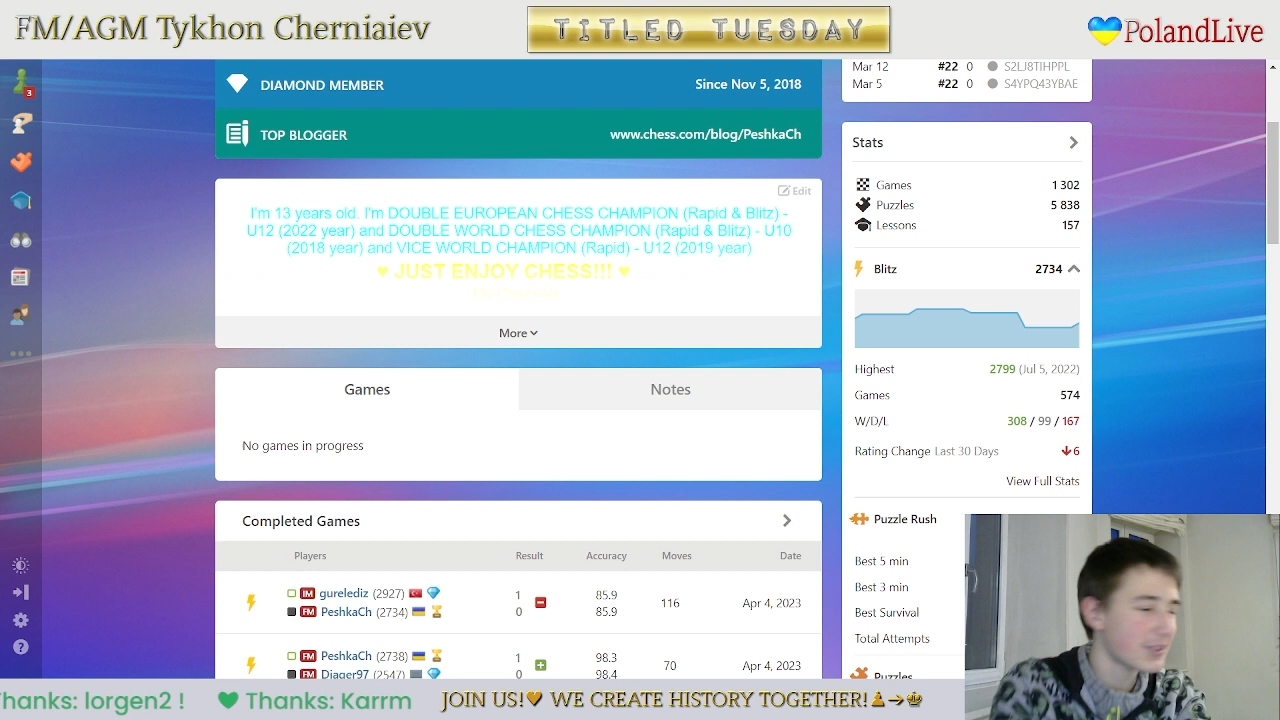 FM/AGM Tykhon Cherniaiev
TITLED TUESDAY
PolandLive
3
DIAMOND MEMBER
Since Nov 5, 2018
TOP BLOGGER
www.chess.com/blog/PeshkaCh
Edit
I'm 13 years old. I'm DOUBLE EUROPEAN CHESS CHAMPION (Rapid & Blitz) -
U12 (2022 year) and DOUBLE WORLD CHESS CHAMPION (Rapid & Blitz) - U10
(2018 year) and VICE WORLD CHAMPION (Rapid) - U12 (2019 year)
♥ JUST ENJOY CHESS!!! ♥
More
Games
Notes
No games in progress
Completed Games
Players Result Accuracy Moves Date
IM gurelediz (2927) 1 85.9
FM PeshkaCh (2734) 0 85.9
116 Apr 4, 2023
FM PeshkaCh (2738) 1 98.3
FM Diager97 (2547) 0 98.4
70 Apr 4, 2023
Mar 12 #22 0 S2LJ8TIHPPL
Mar 5 #22 0 S4YPQ43YBAE
Stats
Games 1 302
Puzzles 5 838
Lessons 157
Blitz 2734
Highest 2799 (Jul 5, 2022)
Games 574
W/D/L 308 / 99 / 167
Rating Change Last 30 Days 6
View Full Stats
Puzzle Rush
Best 5 min
Best 3 min
Best Survival
Total Attempts
Puzzles
Thanks: lorgen2 !
Thanks: Karrm
JOIN US!♥ WE CREATE HISTORY TOGETHER!♟→♚